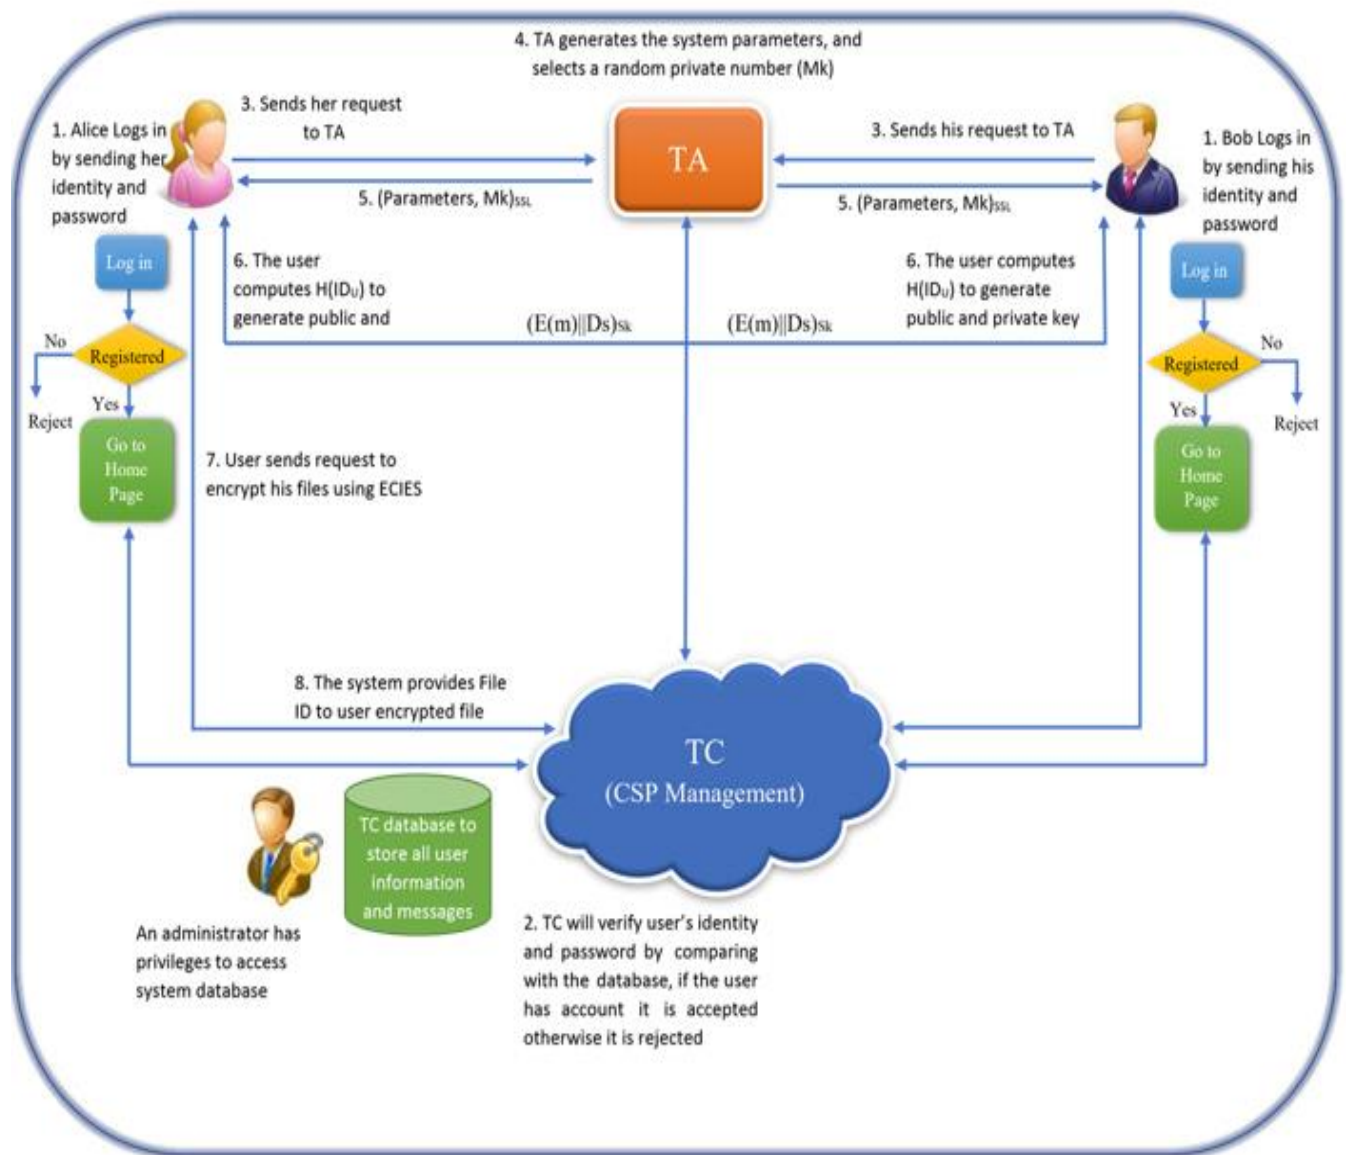 4. TA generates the system parameters, and
selects a random private number (Mk)
1. Alice Logs in
by sending her
identity and
password
3. Sends her request
to TA
TA
3. Sends his request to TA
1. Bob Logs in
by sending his
identity and
password
5. (Parameters, Mk)SSL
5. (Parameters, Mk)SSL
Log in
6. The user
computes H(IDU) to
generate public and
6. The user computes
H(IDU) to generate
public and private key
Log in
(E(m)||Ds)Sk
(E(m)||Ds)Sk
No
Registered
Yes
Reject
No
Registered
Yes
Reject
Go to
Home
Page
7. User sends request to
encrypt his files using ECIES
Go to
Home
Page
8. The system provides File
ID to user encrypted file
TC
(CSP Management)
TC database to
store all user
information
and messages
An administrator has
privileges to access
system database
2. TC will verify user's identity
and password by comparing
with the database, if the user
has account it is accepted
otherwise it is rejected